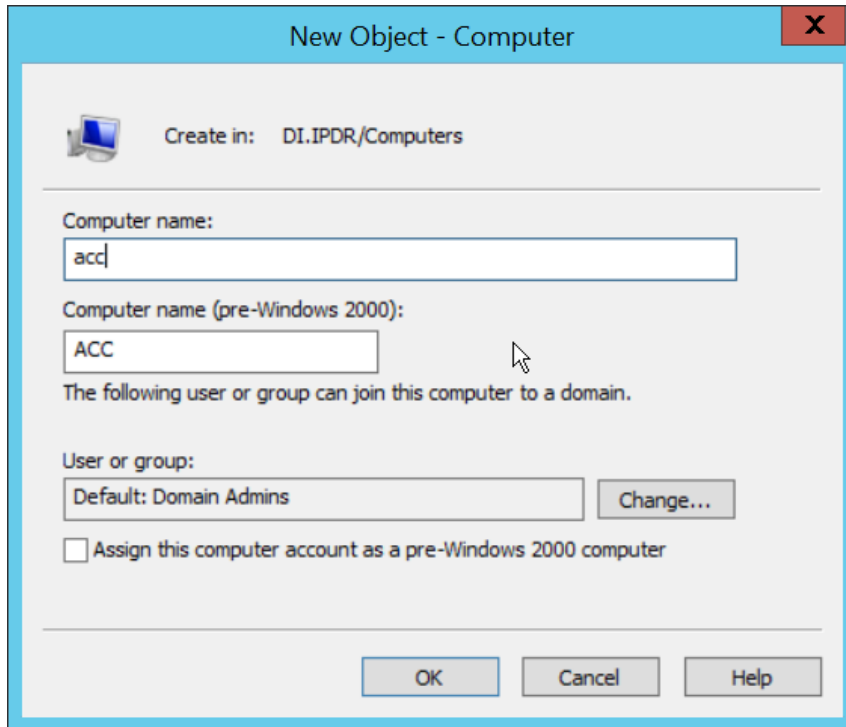 New Object - Computer
X
Create in: DI.IPDR/Computers
Computer name:
acc
Computer name (pre-Windows 2000):
ACC
The following user or group can join this computer to a domain.
User or group:
Default: Domain Admins
Change...
Assign this computer account as a pre-Windows 2000 computer
OK
Cancel
Help